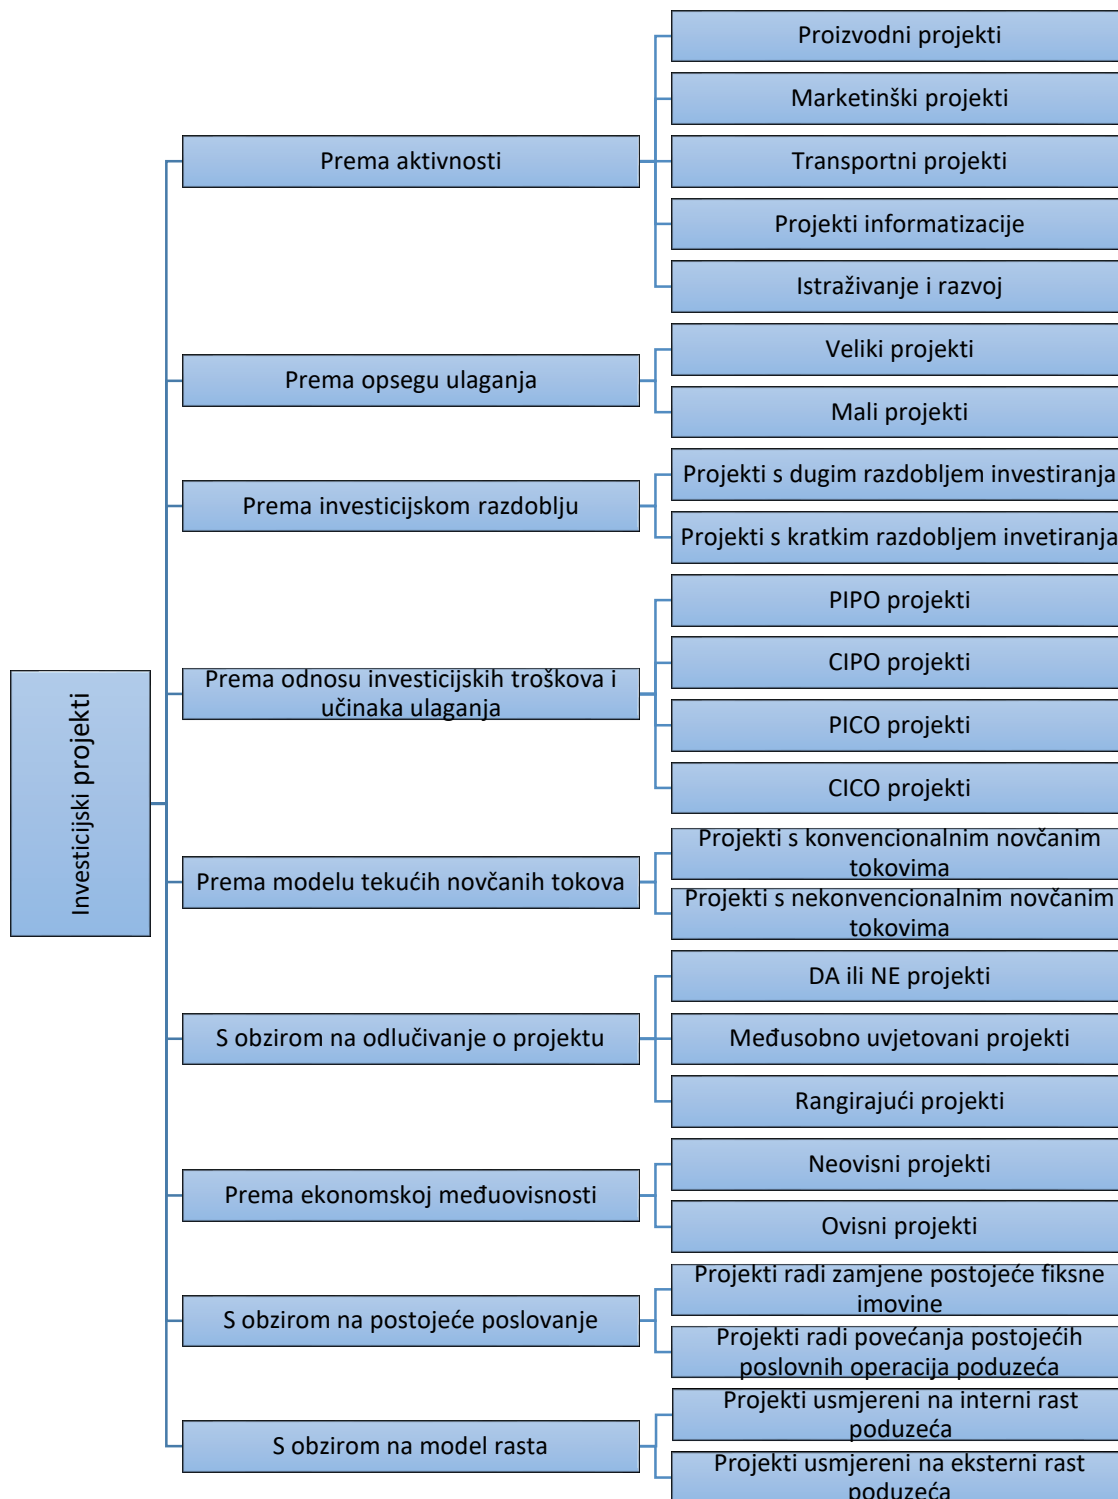 Investicijski projekti
Prema aktivnosti
Proizvodni projekti
Marketinški projekti
Transportni projekti
Projekti informatizacije
Istraživanje i razvoj
Prema opsegu ulaganja
Veliki projekti
Mali projekti
Prema investicijskom razdoblju
Projekti s dugim razdobljem investiranja
Projekti s kratkim razdobljem invetiranja
Prema odnosu investicijskih troškova i
učinaka ulaganja
PIPO projekti
CIPO projekti
PICO projekti
CICO projekti
Prema modelu tekućih novčanih tokova
Projekti s konvencionalnim novčanim
tokovima
Projekti s nekonvencionalnim novčanim
tokovima
S obzirom na odlučivanje o projektu
DA ili NE projekti
Međusobno uvjetovani projekti
Rangirajući projekti
Prema ekonomskoj međuovisnosti
Neovisni projekti
Ovisni projekti
S obzirom na postojeće poslovanje
Projekti radi zamjene postojeće fiksne
imovine
Projekti radi povećanja postojećih
poslovnih operacija poduzeća
S obzirom na model rasta
Projekti usmjereni na interni rast
poduzeća
Projekti usmjereni na eksterni rast
poduzeća